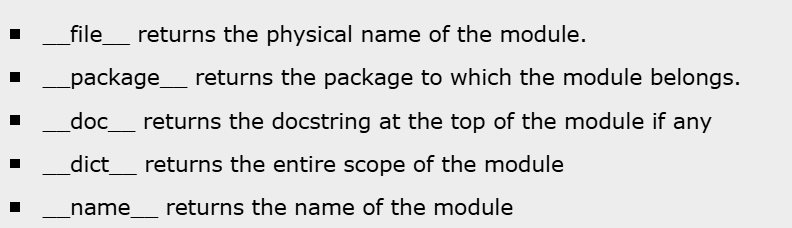 ▪ __file__ returns the physical name of the module.
▪ __package__ returns the package to which the module belongs.
▪ __doc__ returns the docstring at the top of the module if any
▪ __dict__ returns the entire scope of the module
▪ __name__ returns the name of the module